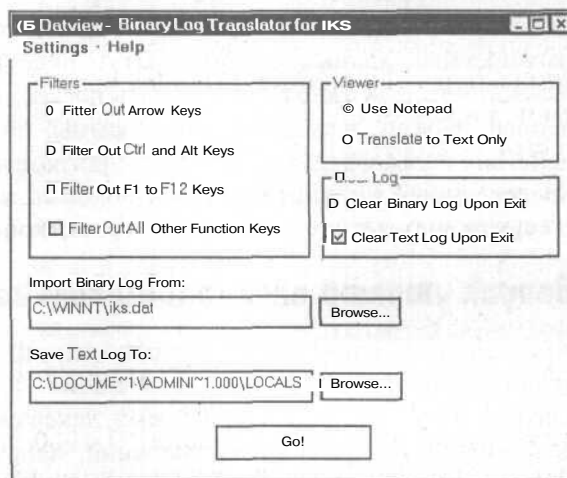 (Б Datview - Binary Log Translator for IKS
Settings · Help
Filters
0 Fitter Out Arrow Keys
D Filter Out Ctrl and Alt Keys
П Filter Out F1 to F12 Keys
Filter Out All Other Function Keys
Viewer
© Use Notepad
O Translate to Text Only
Log
D Clear Binary Log Upon Exit
Clear Text Log Upon Exit
Import Binary Log From:
C:\WINNT\iks.dat
Browse...
Save Text Log To:
C:\DOCUME~1\ADMINI~1.000\LOCALS
Browse...
Go!